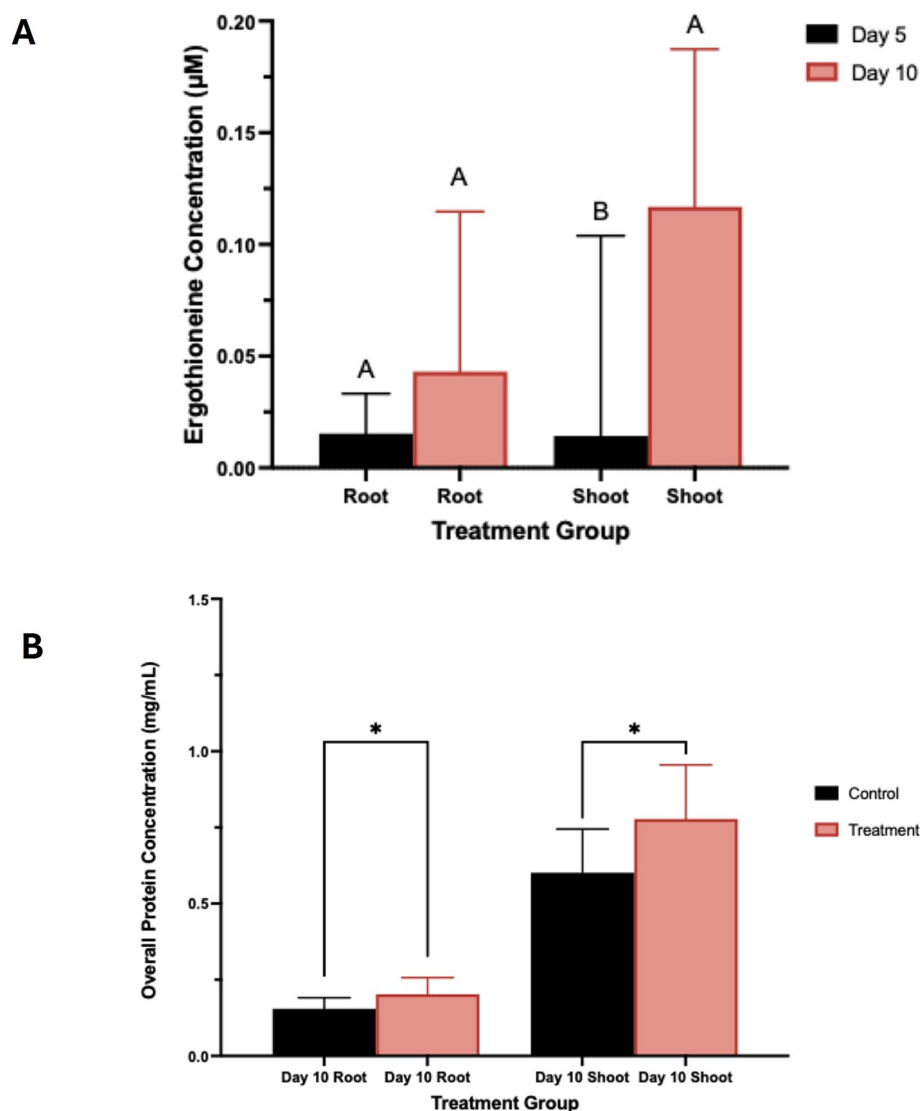 A
Ergothioneine Concentration (µM)
0.20
0.15
0.10
0.05
0.00
A
A
B
A
Day 5
Day 10
Root
Root
Shoot
Shoot
Treatment Group
B
Overall Protein Concentration (mg/mL)
1.5
1.0
0.5
0.0
*
*
Control
Treatment
Day 10 Root
Day 10 Root
Day 10 Shoot
Day 10 Shoot
Treatment Group